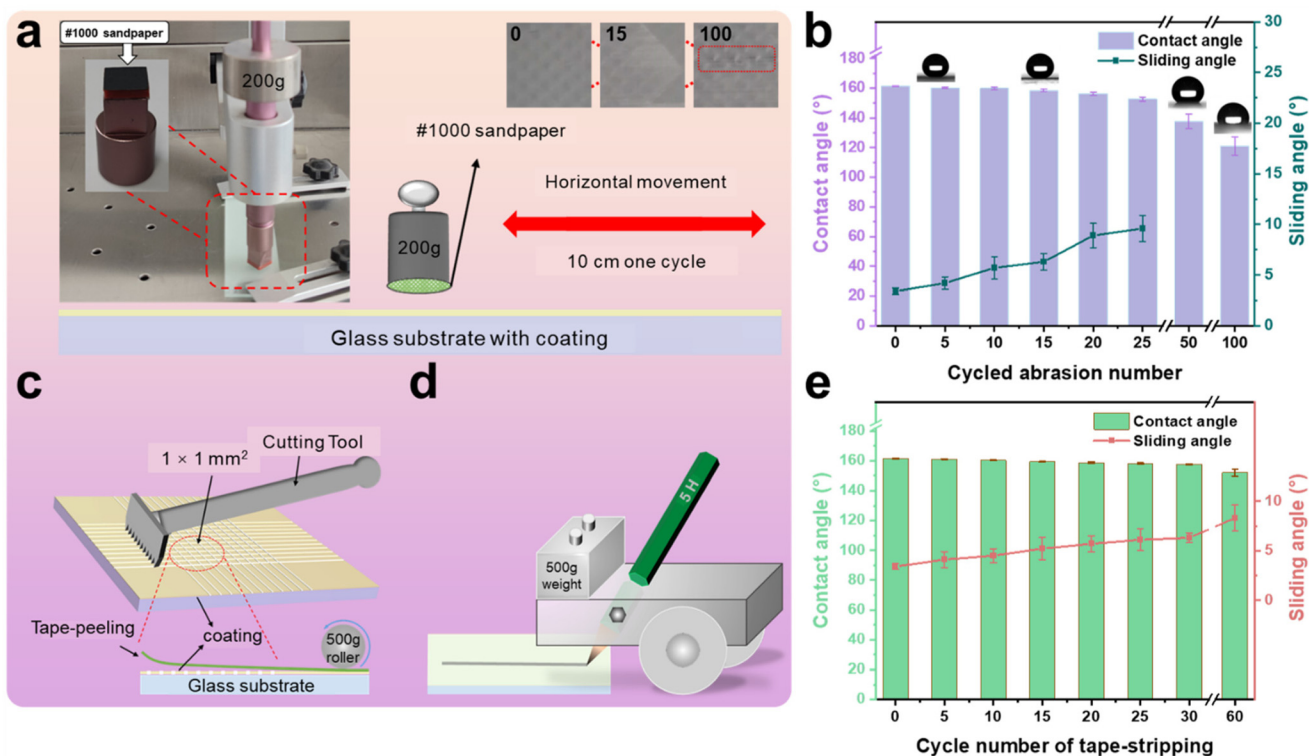 a
#1000 sandpaper
200g
0
15
100
#1000 sandpaper
200g
Horizontal movement
10 cm one cycle
Glass substrate with coating
b
Contact angle
Sliding angle
Contact angle (°)
180
160
140
120
100
80
60
40
20
0
Sliding angle (°)
30
25
20
15
10
5
0
0 5 10 15 20 25 50 100
Cycled abrasion number
c
1 × 1 mm²
Cutting Tool
Tape-peeling
coating
500g
roller
Glass substrate
d
5H
500g
weight
e
Contact angle
Sliding angle
Contact angle (°)
180
160
140
120
100
80
60
40
20
0
Sliding angle (°)
10
5
0
0 5 10 15 20 25 30 60
Cycle number of tape-stripping